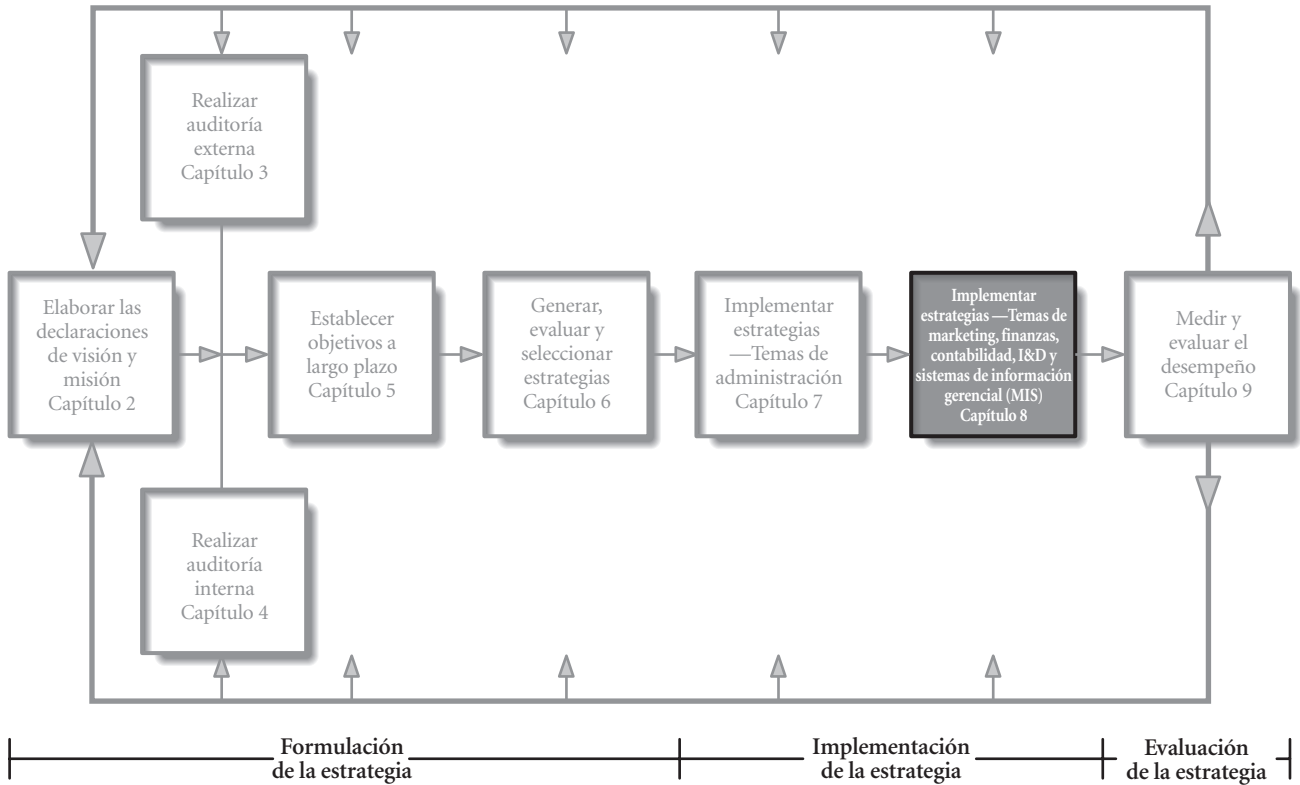 Realizar
auditoría
externa
Capítulo 3
Elaborar las
declaraciones
de visión y
misión
Capítulo 2
Establecer
objetivos a
largo plazo
Capítulo 5
Generar,
evaluar y
seleccionar
estrategias
Capítulo 6
Implementar
estrategias
—Temas de
administración
Capítulo 7
Implementar
estrategias —Temas de
marketing, finanzas,
contabilidad, I&D y
sistemas de información
gerencial (MIS)
Capítulo 8
Medir y
evaluar el
desempeño
Capítulo 9
Realizar
auditoría
interna
Capítulo 4
Formulación
de la estrategia
Implementación
de la estrategia
Evaluación
de la estrategia